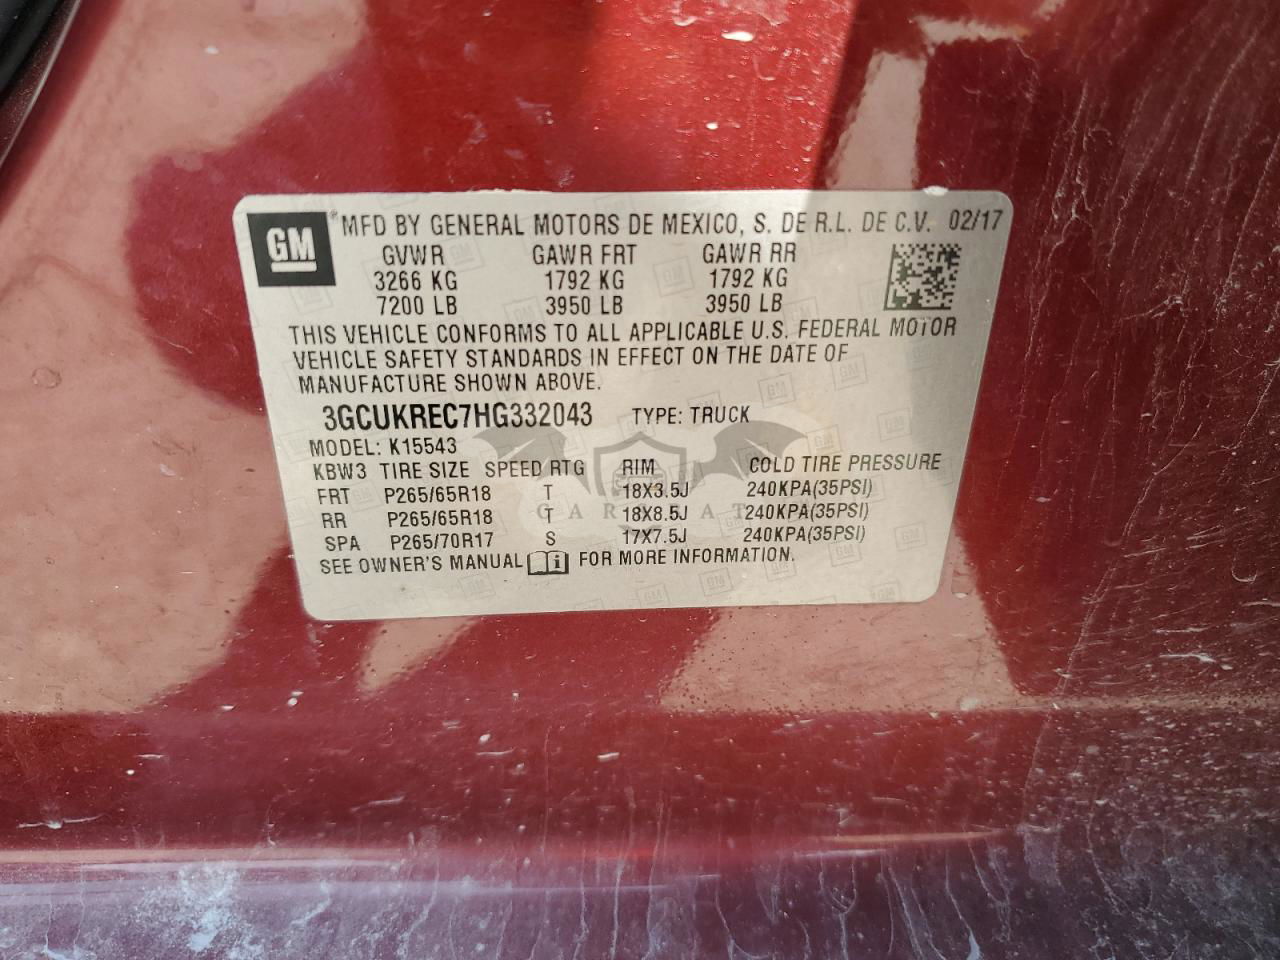 GM ® MFD BY GENERAL MOTORS DE MEXICO, S. DE R.L. DE C.V. 02/17
GVWR GAWR FRT GAWR RR
3266 KG 1792 KG 1792 KG
7200 LB 3950 LB 3950 LB
THIS VEHICLE CONFORMS TO ALL APPLICABLE U.S. FEDERAL MOTOR
VEHICLE SAFETY STANDARDS IN EFFECT ON THE DATE OF
MANUFACTURE SHOWN ABOVE.
3GCUKREC7HG332043 TYPE: TRUCK
MODEL: K15543
KBW3 TIRE SIZE SPEED RTG RIM COLD TIRE PRESSURE
FRT P265/65R18 T 18X8.5J 240KPA(35PSI)
RR P265/65R18 T 18X8.5J 240KPA(35PSI)
SPA P265/70R17 S 17X7.5J 240KPA(35PSI)
SEE OWNER'S MANUAL i FOR MORE INFORMATION.